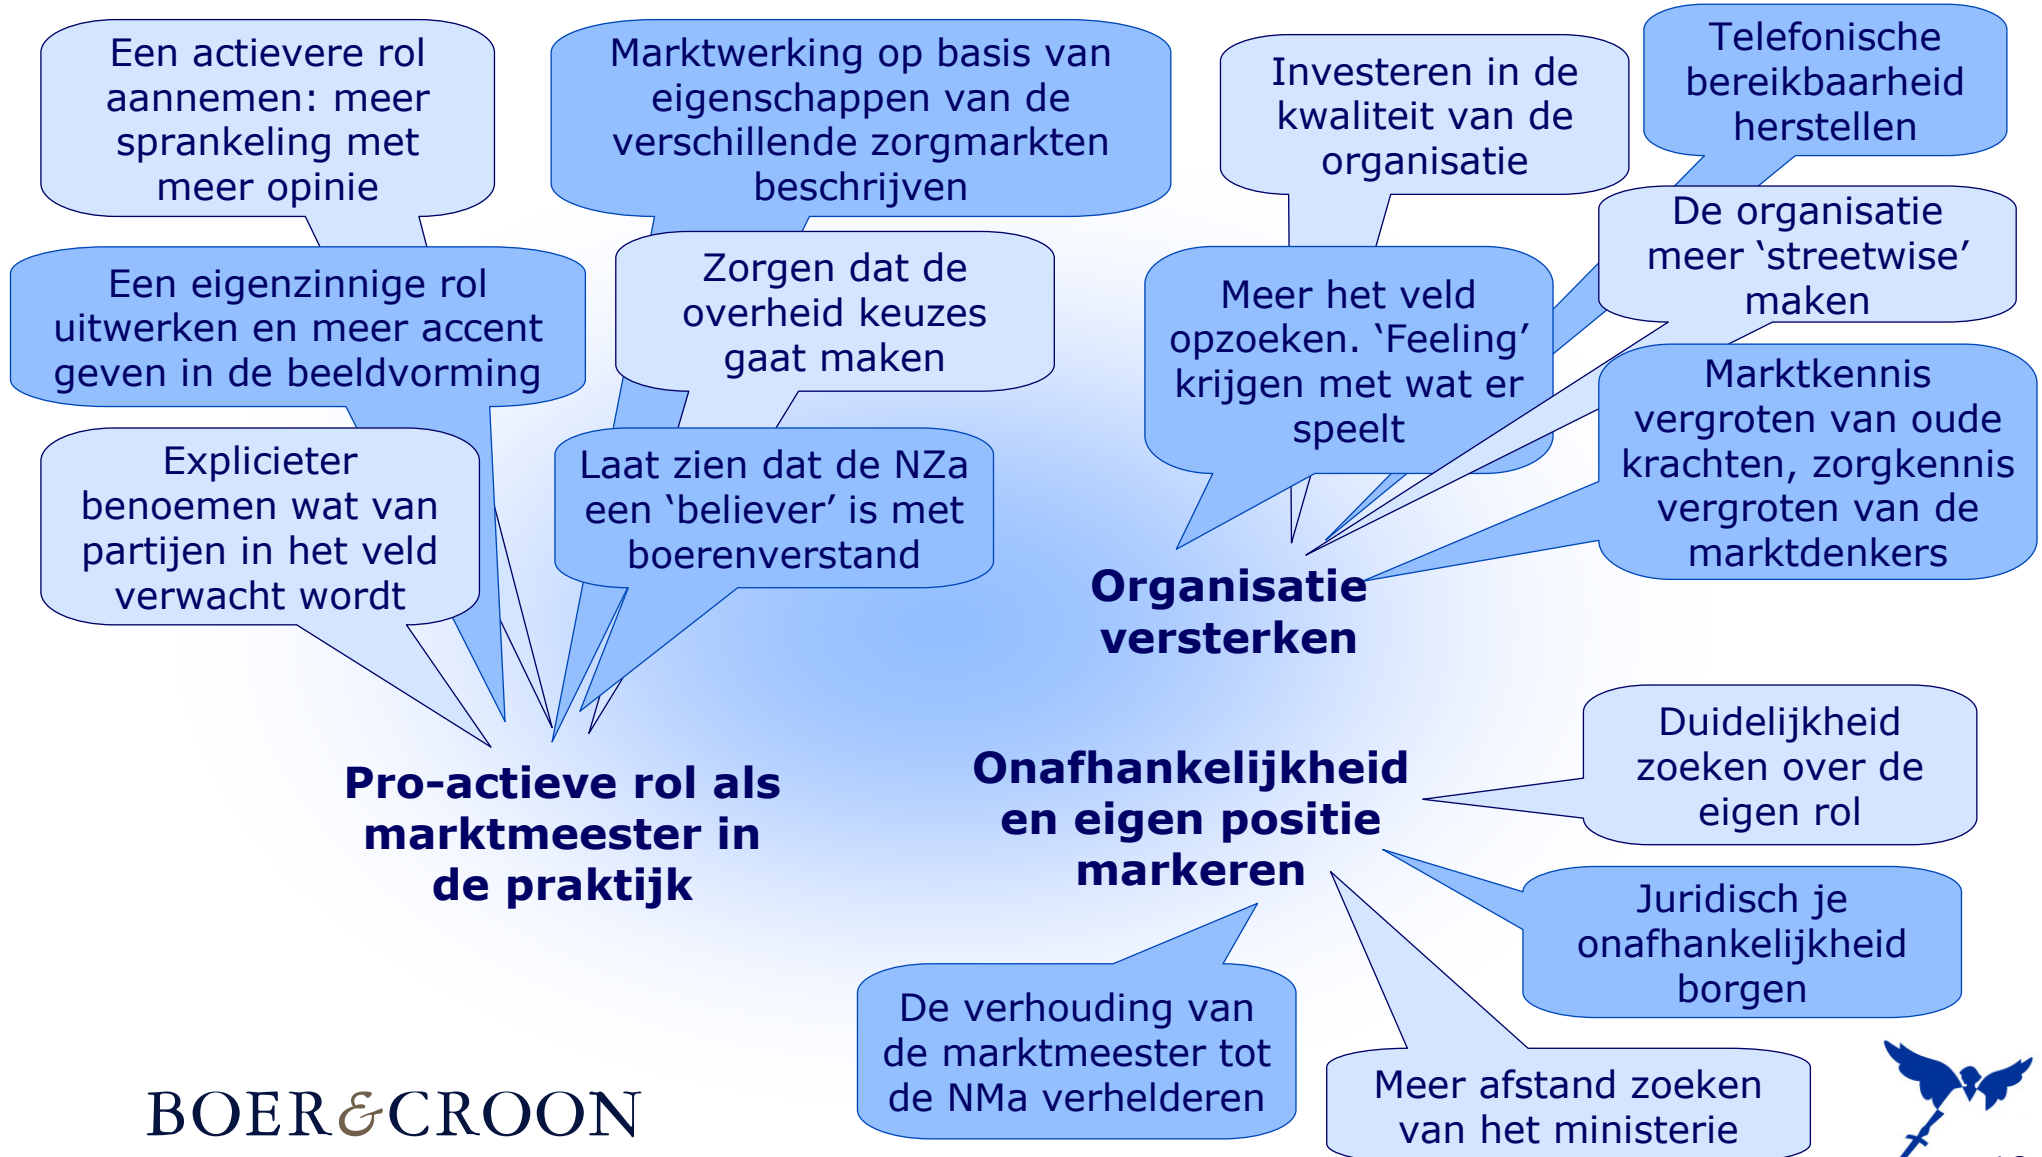 Een actievere rol
aannemen: meer
sprankeling met
meer opinie
Marktwerking op basis van
eigenschappen van de
verschillende zorgmarkten
beschrijven
Investeren in de
kwaliteit van de
organisatie
Telefonische
bereikbaarheid
herstellen
Een eigenzinnige rol
uitwerken en meer accent
geven in de beeldvorming
Zorgen dat de
overheid keuzes
gaat maken
Meer het veld
opzoeken. ‘Feeling’
krijgen met wat er
speelt
De organisatie
meer ‘streetwise’
maken
Explicieter
benoemen wat van
partijen in het veld
verwacht wordt
Laat zien dat de NZa
een ‘believer’ is met
boerenverstand
Marktkennis
vergroten van oude
krachten, zorgkennis
vergroten van de
marktdenkers
Organisatie
versterken
Pro-actieve rol als
marktmeester in
de praktijk
Onafhankelijkheid
en eigen positie
markeren
Duidelijkheid
zoeken over de
eigen rol
Juridisch je
onafhankelijkheid
borgen
De verhouding van
de marktmeester tot
de NMa verhelderen
Meer afstand zoeken
van het ministerie
BOER&CROON